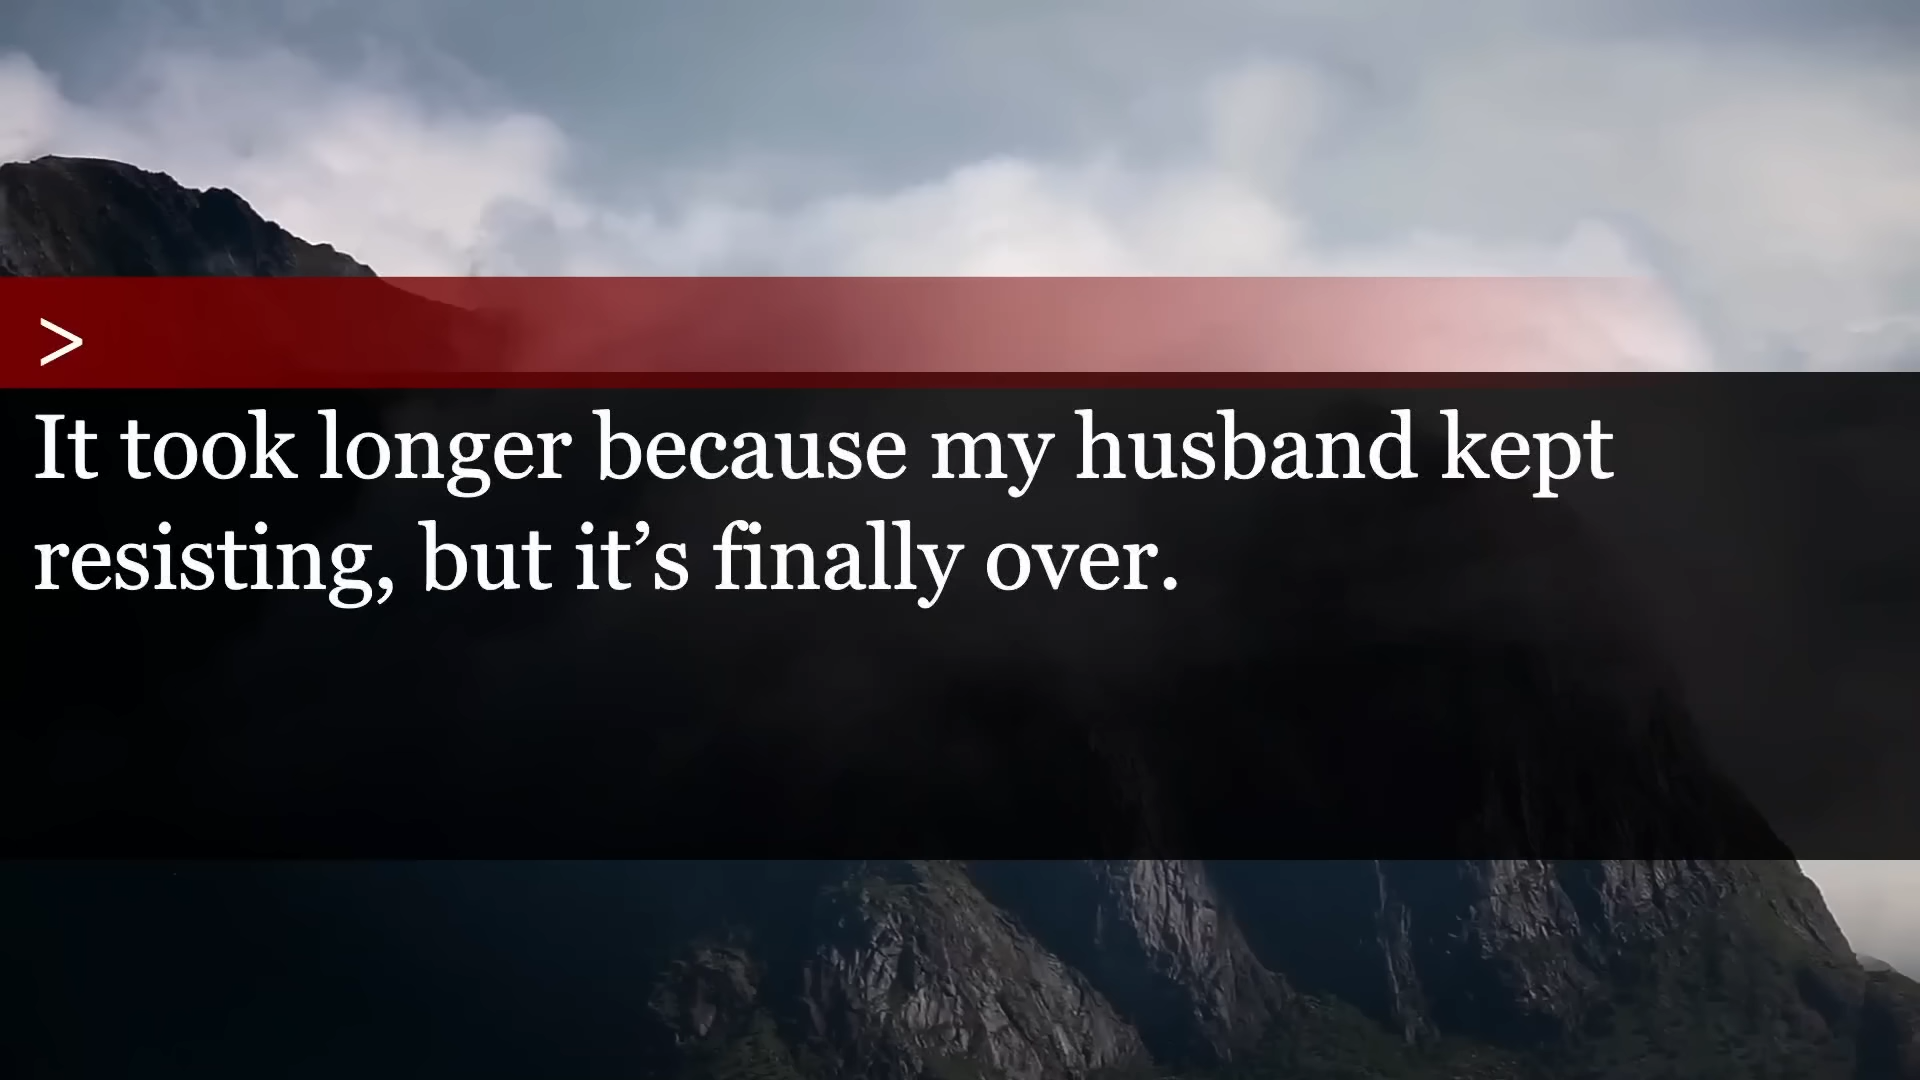 >
It took longer because my husband kept
resisting, but it’s finally over.